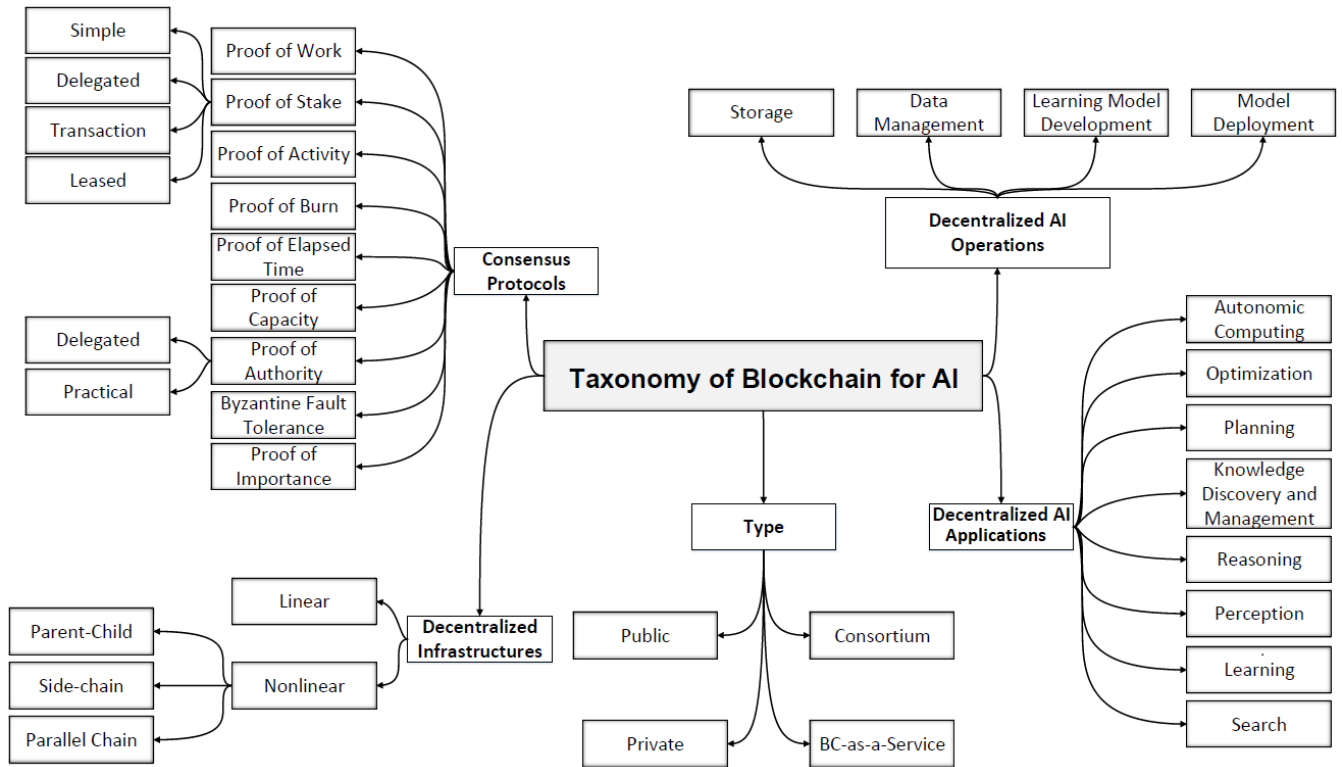 Taxonomy of Blockchain for AI
Consensus
Protocols
Proof of Work
Proof of Stake
Simple
Delegated
Transaction
Leased
Proof of Activity
Proof of Burn
Proof of Elapsed
Time
Proof of
Capacity
Proof of
Authority
Delegated
Practical
Byzantine Fault
Tolerance
Proof of
Importance
Decentralized
Infrastructures
Linear
Nonlinear
Parent-Child
Side-chain
Parallel Chain
Type
Public
Consortium
Private
BC-as-a-Service
Decentralized AI
Operations
Storage
Data
Management
Learning Model
Development
Model
Deployment
Decentralized AI
Applications
Autonomic
Computing
Optimization
Planning
Knowledge
Discovery and
Management
Reasoning
Perception
Learning
Search